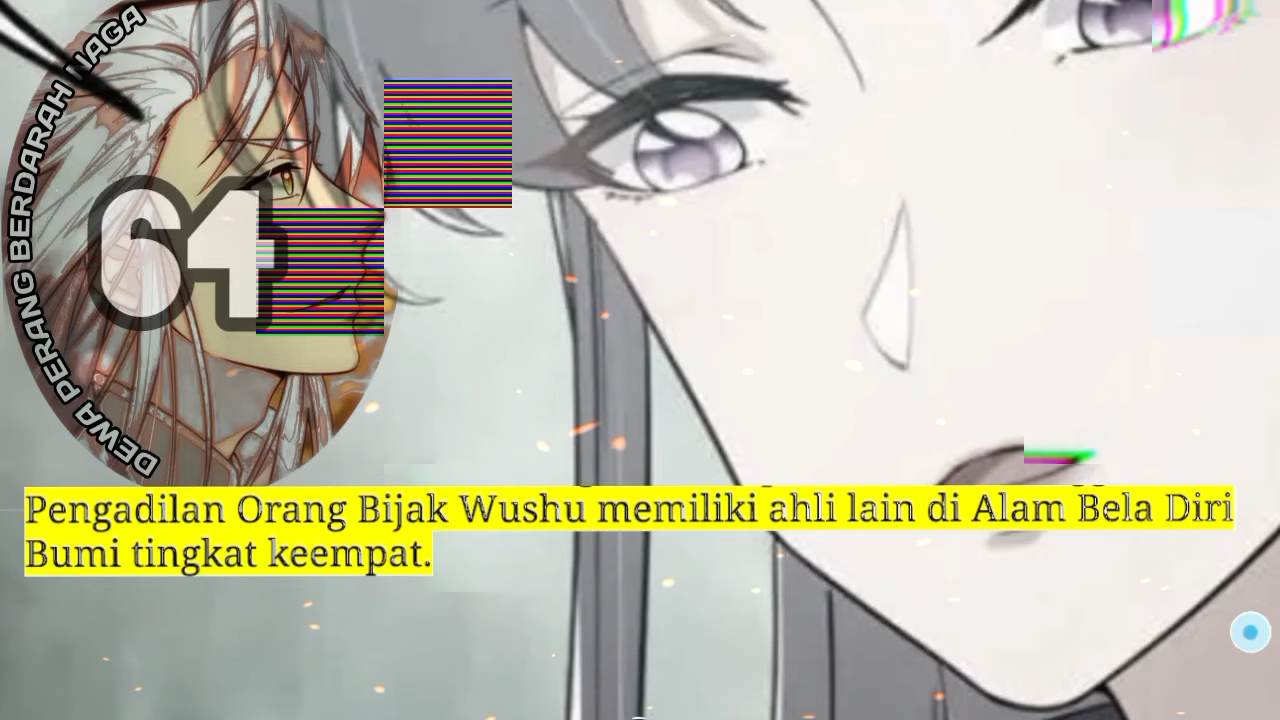 DEWA PERANG BERDARAH NAGA
64
Pengadilan Orang Bijak Wushu memiliki ahli lain di Alam Bela Diri
Bumi tingkat keempat.